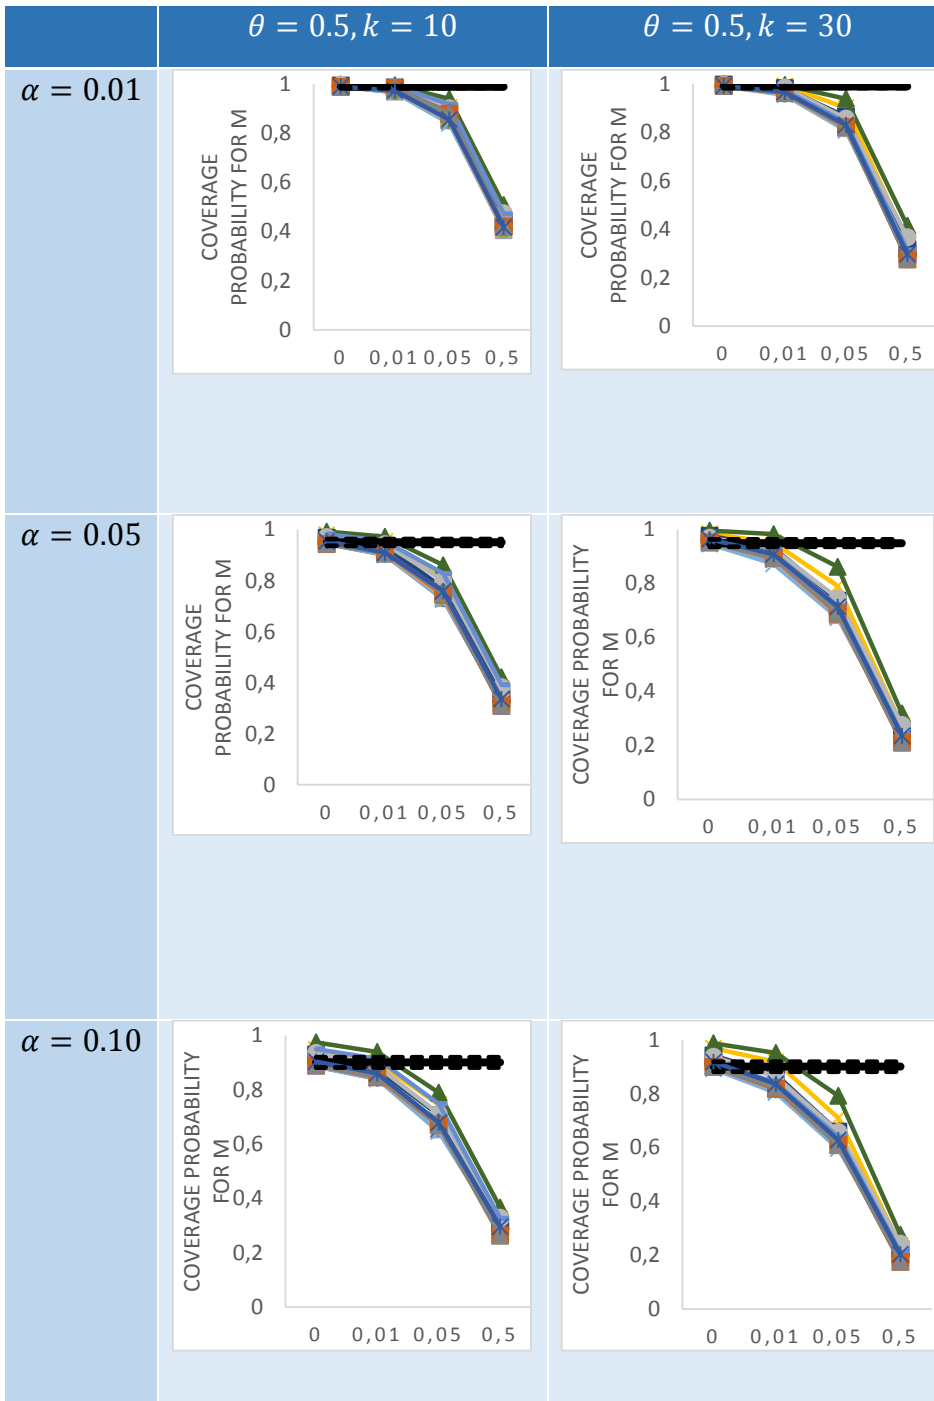 θ = 0.5, k = 10
θ = 0.5, k = 30
α = 0.01
COVERAGE
PROBABILITY FOR M
1
0,8
0,6
0,4
0,2
0
0 0,01 0,05 0,5
COVERAGE
PROBABILITY FOR M
1
0,8
0,6
0,4
0,2
0
0 0,01 0,05 0,5
α = 0.05
COVERAGE
PROBABILITY FOR M
1
0,8
0,6
0,4
0,2
0
0 0,01 0,05 0,5
COVERAGE PROBABILITY
FOR M
1
0,8
0,6
0,4
0,2
0
0 0,01 0,05 0,5
α = 0.10
COVERAGE PROBABILITY
FOR M
1
0,8
0,6
0,4
0,2
0
0 0,01 0,05 0,5
COVERAGE PROBABILITY
FOR M
1
0,8
0,6
0,4
0,2
0
0 0,01 0,05 0,5